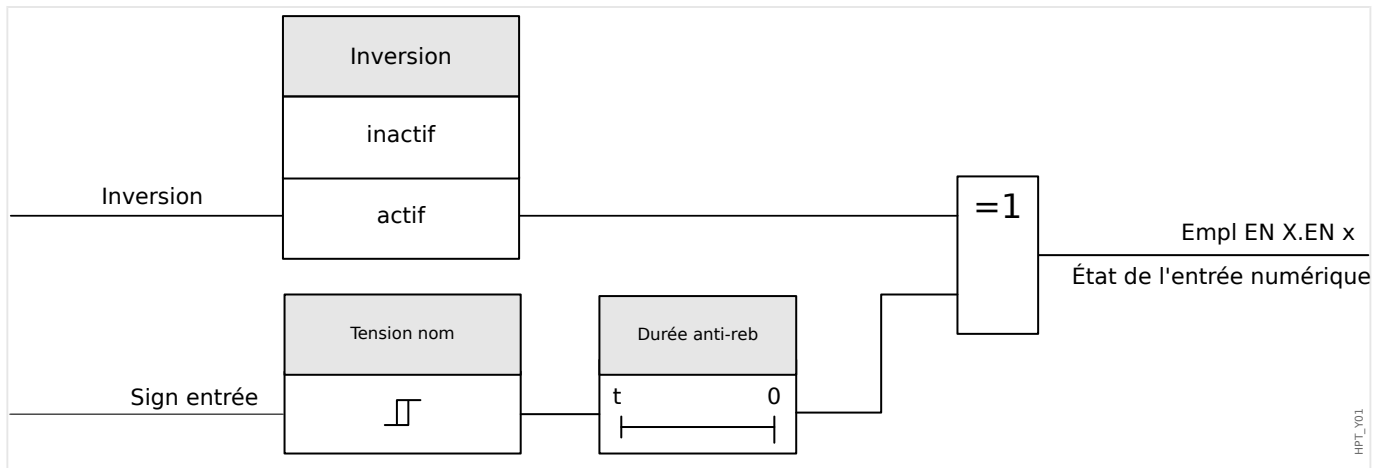 Inversion
inactif
Inversion
actif
=1
Empl EN X.EN x
État de l'entrée numérique
Tension nom
Durée anti-reb
Sign entrée
t 0
HPT_Y01